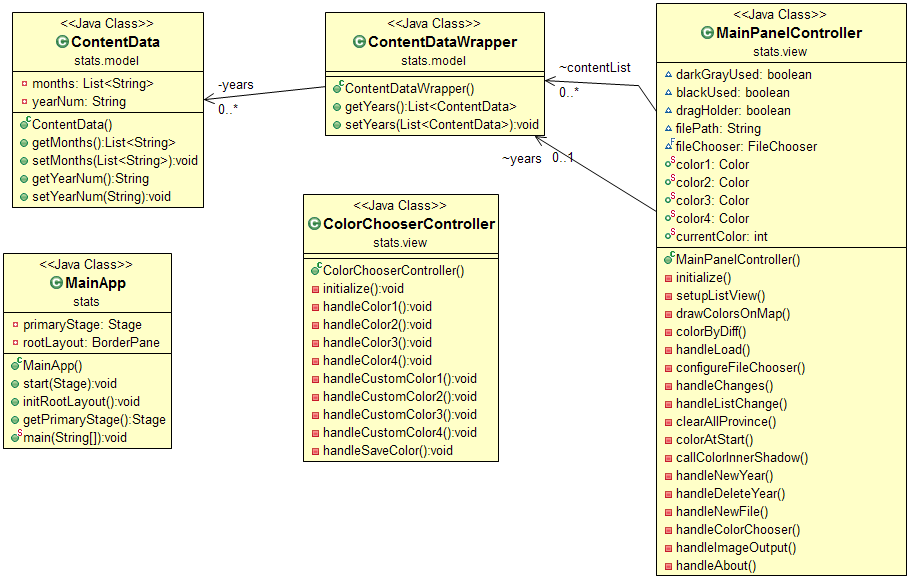 <<Java Class>>
ContentData
stats.model
months: List<String>
yearNum: String
ContentData()
getMonths():List<String>
setMonths(List<String>):void
getYearNum():String
setYearNum(String):void
-years
0..*
<<Java Class>>
ContentDataWrapper
stats.model
ContentDataWrapper()
getYears():List<ContentData>
setYears(List<ContentData>):void
~contentList
0..*
~years
0..1
<<Java Class>>
MainPanelController
stats.view
darkGrayUsed: boolean
blackUsed: boolean
dragHolder: boolean
filePath: String
fileChooser: FileChooser
color1: Color
color2: Color
color3: Color
color4: Color
currentColor: int
MainPanelController()
initialize()
setupListView()
drawColorsOnMap()
colorByDiff()
handleLoad()
configureFileChooser()
handleChanges()
handleListChange()
clearAllProvince()
colorAtStart()
callColorInnerShadow()
handleNewYear()
handleDeleteYear()
handleNewFile()
handleColorChooser()
handleImageOutput()
handleAbout()
<<Java Class>>
MainApp
stats
primaryStage: Stage
rootLayout: BorderPane
MainApp()
start(Stage):void
initRootLayout():void
getPrimaryStage():Stage
main(String[]):void
<<Java Class>>
ColorChooserController
stats.view
ColorChooserController()
initialize():void
handleColor1():void
handleColor2():void
handleColor3():void
handleColor4():void
handleCustomColor1():void
handleCustomColor2():void
handleCustomColor3():void
handleCustomColor4():void
handleSaveColor():void